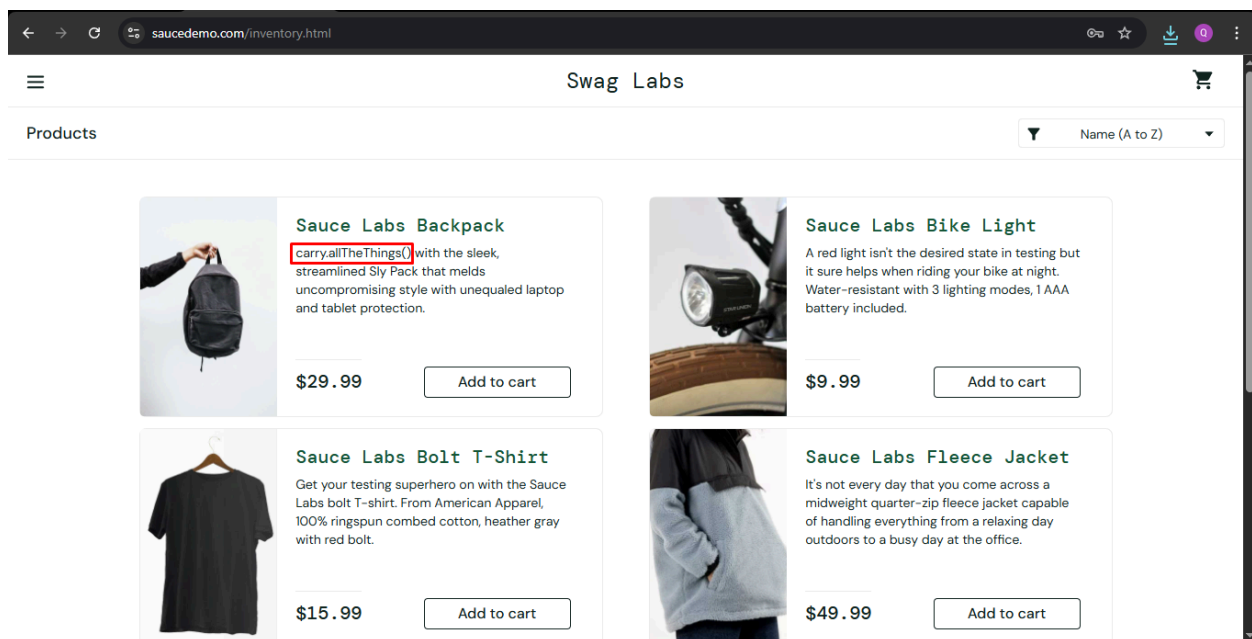 saucedemo.com/inventory.html
Q
Swag Labs
Products
Name (A to Z)
Sauce Labs Backpack
carry.allTheThings() with the sleek,
streamlined Sly Pack that melds
uncompromising style with unequaled laptop
and tablet protection.
$29.99
Add to cart
Sauce Labs Bike Light
A red light isn't the desired state in testing but
it sure helps when riding your bike at night.
Water-resistant with 3 lighting modes, 1 AAA
battery included.
$9.99
Add to cart
Sauce Labs Bolt T-Shirt
Get your testing superhero on with the Sauce
Labs bolt T-shirt. From American Apparel,
100% ringspun combed cotton, heather gray
with red bolt.
$15.99
Add to cart
Sauce Labs Fleece Jacket
It's not every day that you come across a
midweight quarter-zip fleece jacket capable
of handling everything from a relaxing day
outdoors to a busy day at the office.
$49.99
Add to cart